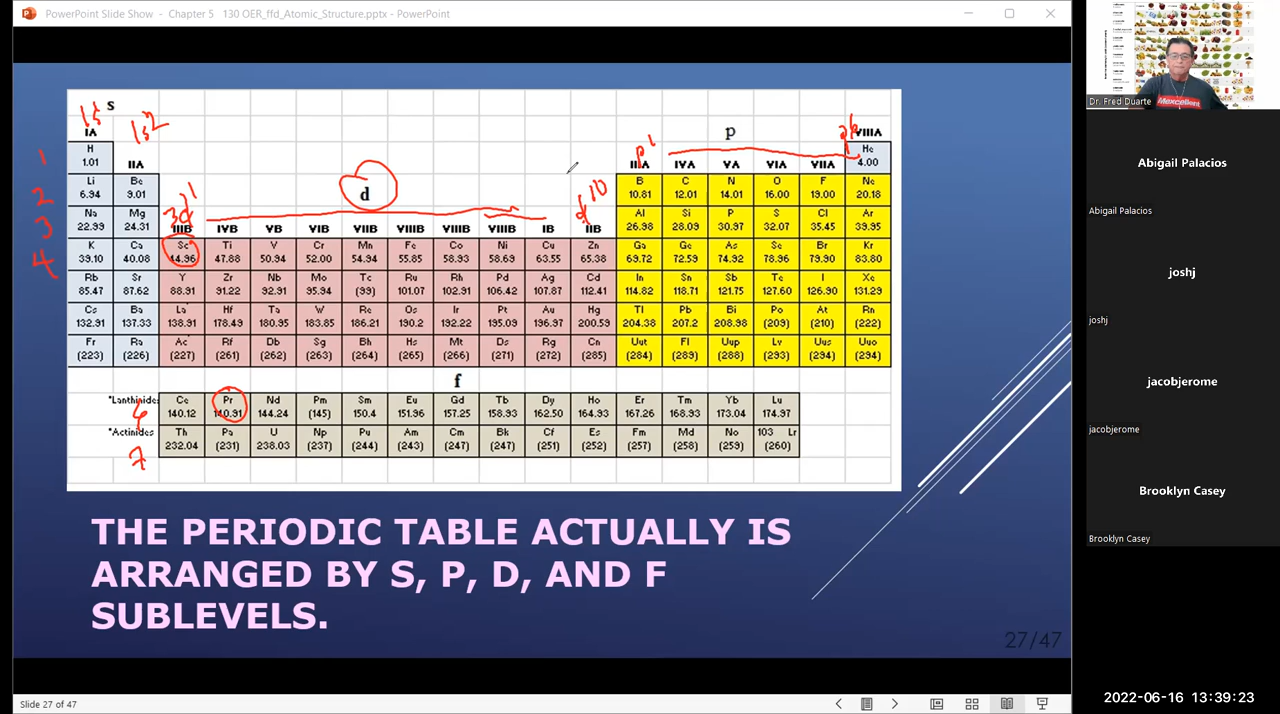 PowerPoint Slide Show - Chapter 5 130 OER_ffd_Atomic_Structure.pptx - PowerPoint
s
p
1s
1s2
p1
IA
VIIIA
H He
1.01 4.00
IIA
IIIA IVA VA VIA VIIA
1
Li Be B C N O F Ne
6.94 9.01 10.81 12.01 14.01 16.00 19.00 20.18
2
d
3d1
d10
Na Mg Al Si P S Cl Ar
22.99 24.31 IIIB IVB VB VIB VIIB VIIIB VIIIB VIIIB IB IIB 26.98 28.09 30.97 32.07 35.45 39.95
3
K Ca Sc Ti V Cr Mn Fe Co Ni Cu Zn Ga Ge As Se Br Kr
39.10 40.08 44.96 47.88 50.94 52.00 54.94 55.85 58.93 58.69 63.55 65.38 69.72 72.59 74.92 78.96 79.90 83.80
4
Rb Sr Y Zr Nb Mo Tc Ru Rh Pd Ag Cd In Sn Sb Te I Xe
85.47 87.62 88.91 91.22 92.91 95.94 (99) 101.07 102.91 106.42 107.87 112.41 114.82 118.71 121.75 127.60 126.90 131.29
Cs Ba La Hf Ta W Re Os Ir Pt Au Hg Tl Pb Bi Po At Rn
132.91 137.33 138.91 178.49 180.95 183.85 186.21 190.2 192.22 195.09 196.97 200.59 204.38 207.2 208.98 (209) (210) (222)
Fr Ra Ac Rf Db Sg Bh Hs Mt Ds Rg Cn Uut Fl Uup Lv Uus Uuo
(223) (226) (227) (261) (262) (263) (264) (265) (266) (271) (272) (285) (284) (289) (288) (293) (294) (294)
f
*Lanthinides Ce Pr Nd Pm Sm Eu Gd Tb Dy Ho Er Tm Yb Lu
140.12 140.91 144.24 (145) 150.4 151.96 157.25 158.93 162.50 164.93 167.26 168.93 173.04 174.97
*Actinides Th Pa U Np Pu Am Cm Bk Cf Es Fm Md No 103 Lr
232.04 (231) 238.03 (237) (244) (243) (247) (247) (251) (252) (257) (258) (259) (260)
7
THE PERIODIC TABLE ACTUALLY IS
ARRANGED BY S, P, D, AND F
SUBLEVELS.
27/47
Slide 27 of 47
Maxcellent
Dr. Fred Duarte
Abigail Palacios
Abigail Palacios
joshj
joshj
jacobjerome
jacobjerome
Brooklyn Casey
Brooklyn Casey
2022-06-16 13:39:23